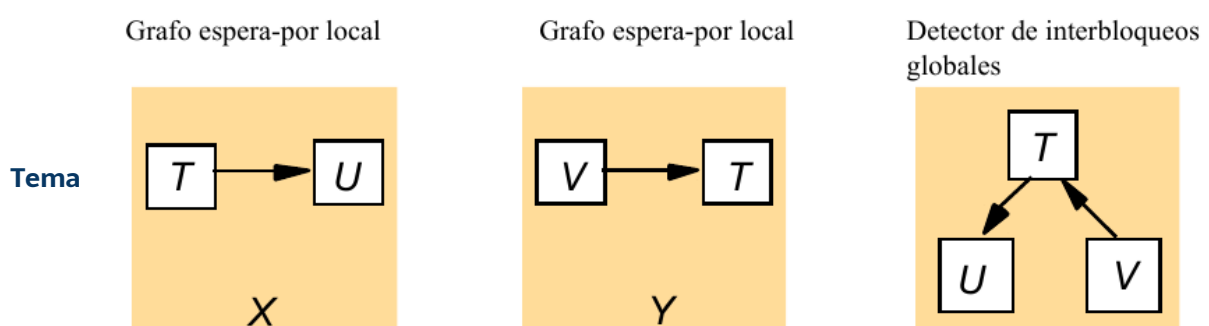 Grafo espera-por local
Grafo espera-por local
Detector de interbloqueos
globales
Tema
T
U
X
V
T
Y
T
U
V